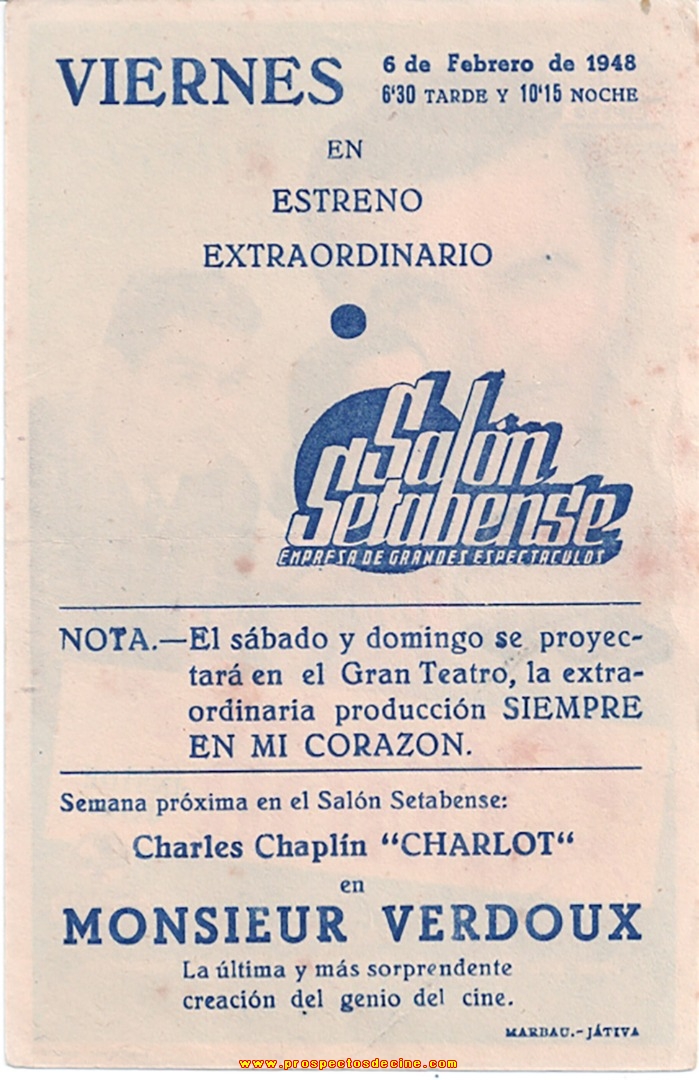 VIERNES
6 de Febrero de 1948
6'30 TARDE Y 10'15 NOCHE
EN
ESTRENO
EXTRAORDINARIO
Salón
Setabense
EMPRESA DE GRANDES ESPECTACULOS
NOTA.—El sábado y domingo se proyec-
tará en el Gran Teatro, la extra-
ordinaria producción SIEMPRE
EN MI CORAZON.
Semana próxima en el Salón Setabense:
Charles Chaplín "CHARLOT"
en
MONSIEUR VERDOUX
La última y más sorprendente
creación del genio del cine.
MARBAU.-JÁTIVA
www.prospectosdecine.com